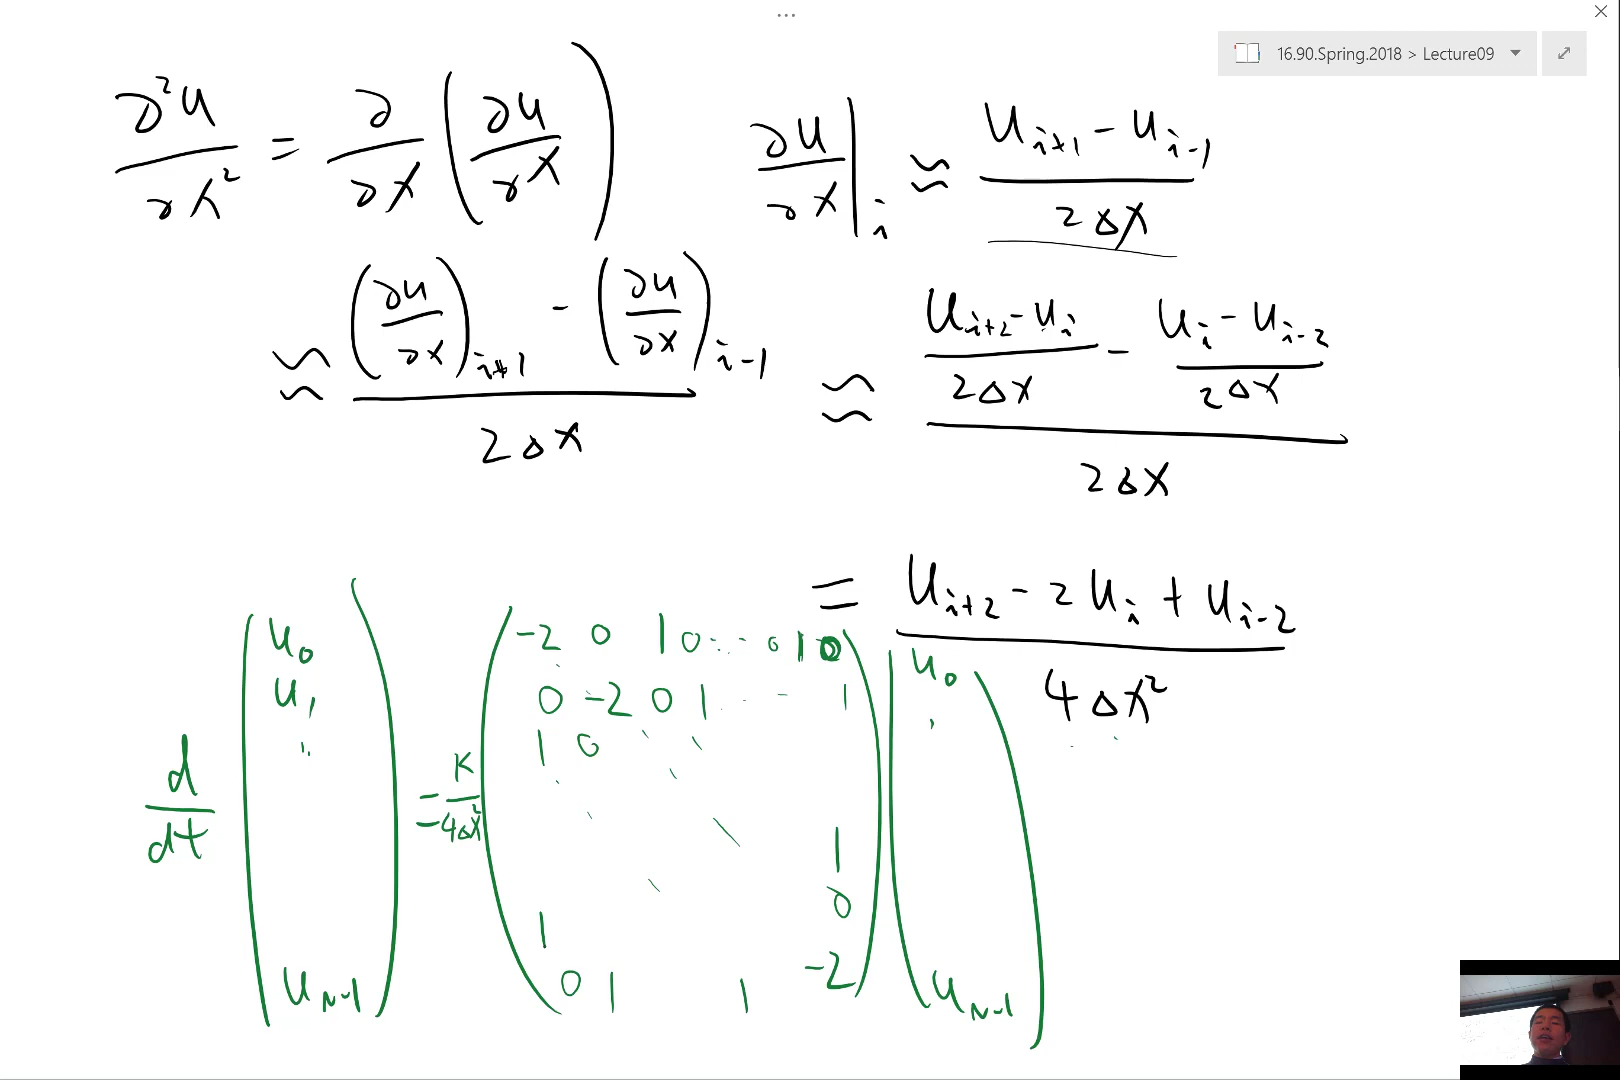 16.90.Spring.2018 > Lecture09
∂²u/∂x² = ∂/∂x (∂u/∂x)
∂u/∂x|ᵢ ≈ (uᵢ₊₁ - uᵢ₋₁)/(2Δx)
≈ ((∂u/∂x)ᵢ₊₁ - (∂u/∂x)ᵢ₋₁)/(2Δx)
≈ ((uᵢ₊₂ - uᵢ)/(2Δx) - (uᵢ - uᵢ₋₂)/(2Δx))/(2Δx)
= (uᵢ₊₂ - 2uᵢ + uᵢ₋₂)/(4Δx²)
d/dt (u₀ u₁ ⋮ u_{N-1}) = K/(4Δx²)
-2 0 1 0 ... 0 1 0
0 -2 0 1 ... 1
1 0 ⋱ ⋱
1
0
1
0 1 1 -2
(u₀ ⋮ u_{N-1})